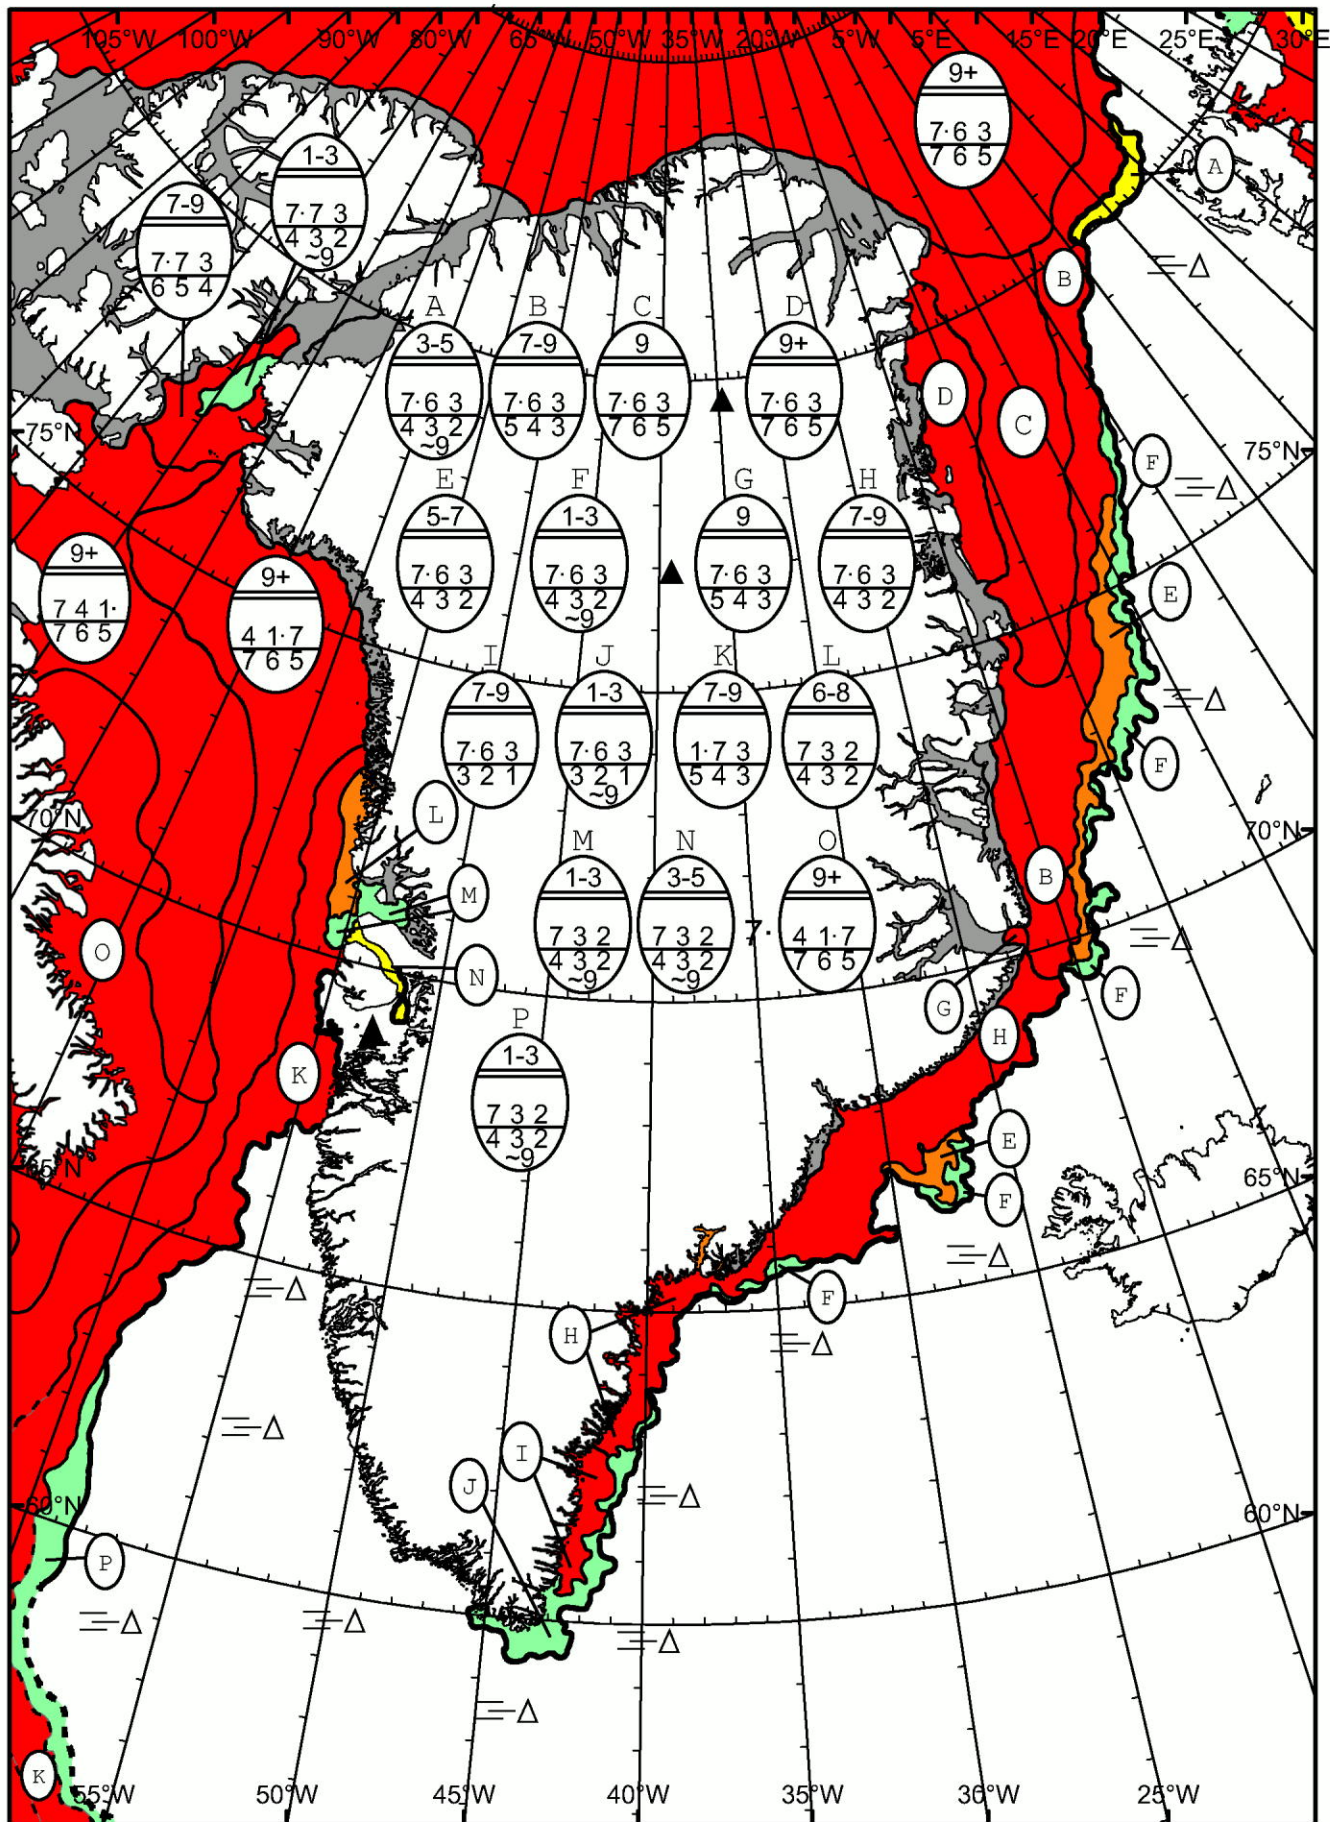 105°W 100°W 90°W 80°W 65°W 50°W 35°W 20°W 5°W 5°E 15°E 20°E 25°E 30°E
9+
7·6 3
7 6 5
1-3
7·7 3
4 3 2
~9
7-9
7·7 3
6 5 4
A
B
A B C D
3-5 7-9 9 9+
7·6 3 7·6 3 7·6 3 7·6 3
4 3 2 5 4 3 7 6 5 7 6 5
~9
D
C
75°N
75°N
F
E F G H
5-7 1-3 9 7-9
7·6 3 7·6 3 7·6 3 7·6 3
4 3 2 4 3 2 5 4 3 4 3 2
~9
9+
7 4 1·
7 6 5
9+
4 1·7
7 6 5
E
I J K L
7-9 1-3 7-9 6-8
7·6 3 7·6 3 1·7 3 7 3 2
3 2 1 3 2 1 5 4 3 4 3 2
~9
F
L
70°N
70°N
M N O
1-3 3-5 9+
7 3 2 7 3 2 7· 4 1·7
4 3 2 4 3 2 7 6 5
~9 ~9
B
M
O
N
G
F
P
1-3
7 3 2
4 3 2
~9
H
K
E
65°N
65°N
F
F
H
I
J
60°N
60°N
P
K
55°W 50°W 45°W 40°W 35°W 30°W 25°W